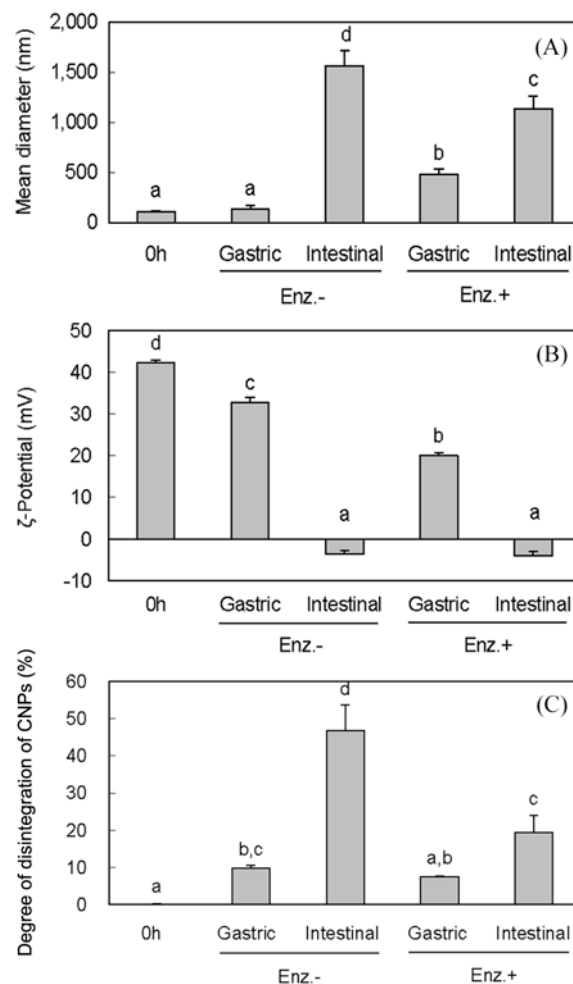 2,000
d
(A)
1,500
c
1,000
b
500
a
a
0
Mean diameter (nm)
0h
Gastric
Intestinal
Gastric
Intestinal
Enz.-
Enz.+
50
d
(B)
40
c
30
b
20
10
a
a
0
-10
ζ-Potential (mV)
0h
Gastric
Intestinal
Gastric
Intestinal
Enz.-
Enz.+
60
d
(C)
50
40
30
c
20
b,c
a,b
10
a
0
Degree of disintegration of CNPs (%)
0h
Gastric
Intestinal
Gastric
Intestinal
Enz.-
Enz.+